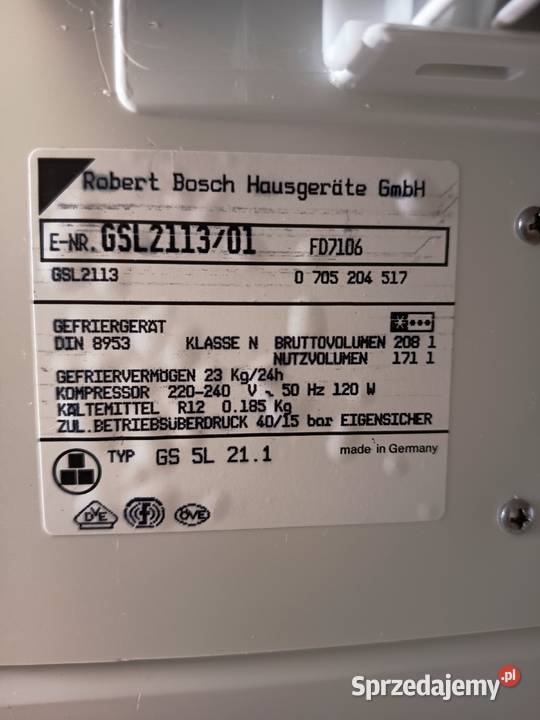 Robert Bosch Hausgeräte GmbH
E-NR. GSL2113/01 FD7106
GSL2113 0 705 204 517
GEFRIERGERÄT
DIN 8953 KLASSE N BRUTTOVOLUMEN 208 l
NUTZVOLUMEN 171 l
GEFRIERVERMÖGEN 23 Kg/24h
KOMPRESSOR 220-240 V ~ 50 Hz 120 W
KÄLTEMITTEL R12 0.185 Kg
ZUL.BETRIEBSÜBERDRUCK 40/15 bar EIGENSICHER
TYP GS 5L 21.1 made in Germany
DVE ÖVE
Sprzedajemy.pl